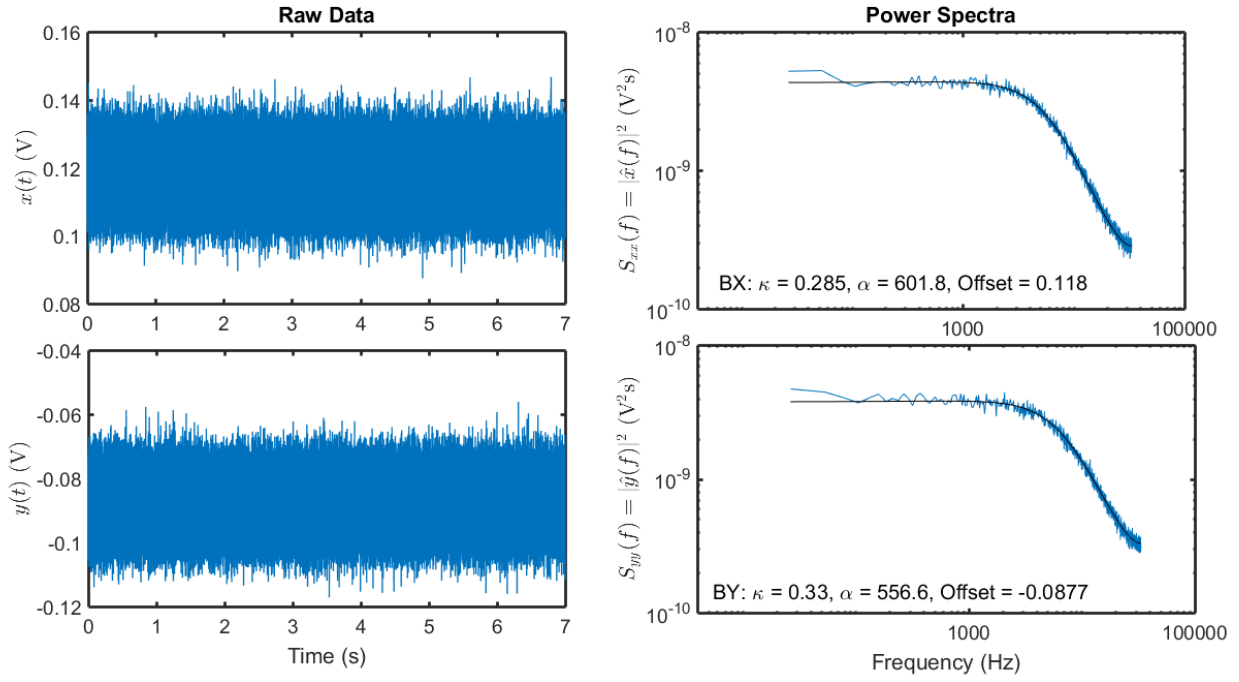 Raw Data
0.16
0.14
0.12
0.1
0.08
x(t) (V)
0 1 2 3 4 5 6 7
-0.04
-0.06
-0.08
-0.1
-0.12
y(t) (V)
0 1 2 3 4 5 6 7
Time (s)
Power Spectra
10⁻⁸
10⁻⁹
10⁻¹⁰
Sₓₓ(f) = |x̂(f)|² (V²s)
BX: κ = 0.285, α = 601.8, Offset = 0.118
1000 100000
10⁻⁸
10⁻⁹
10⁻¹⁰
S_yy(f) = |ŷ(f)|² (V²s)
BY: κ = 0.33, α = 556.6, Offset = -0.0877
1000 100000
Frequency (Hz)